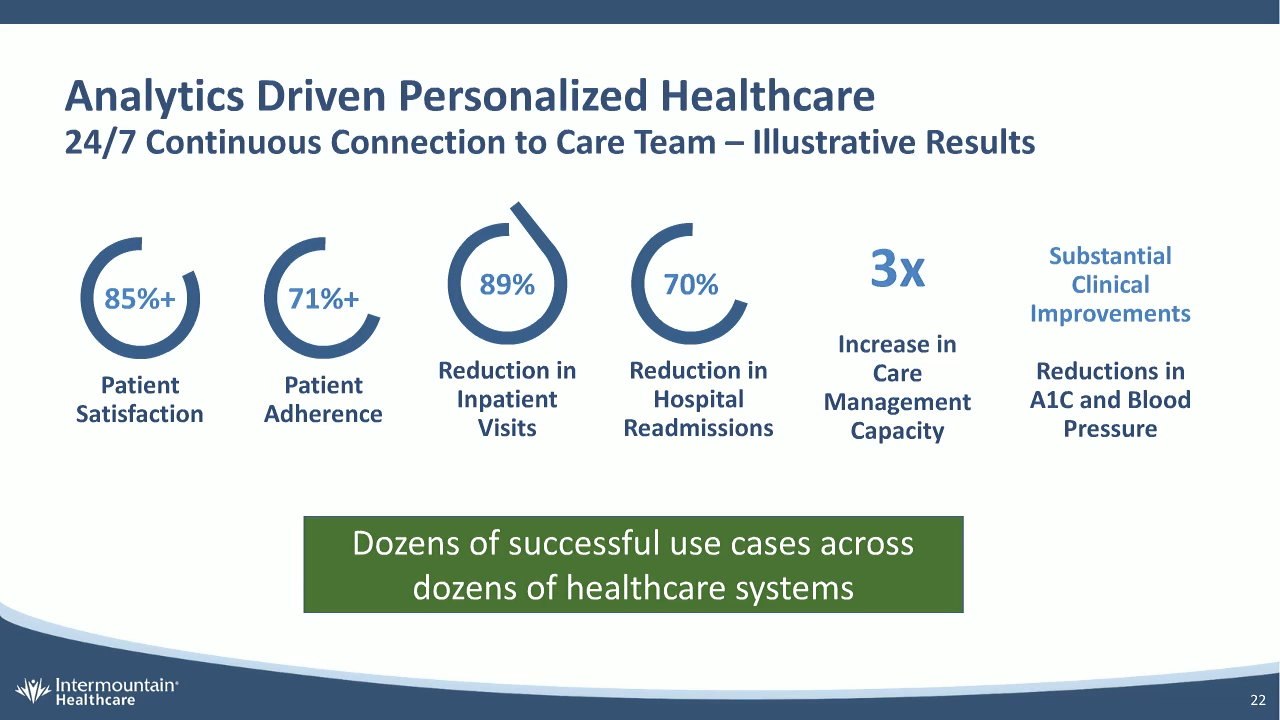 Analytics Driven Personalized Healthcare
24/7 Continuous Connection to Care Team – Illustrative Results
85%+
Patient
Satisfaction
71%+
Patient
Adherence
89%
Reduction in
Inpatient
Visits
70%
Reduction in
Hospital
Readmissions
3x
Increase in
Care
Management
Capacity
Substantial
Clinical
Improvements
Reductions in
A1C and Blood
Pressure
Dozens of successful use cases across
dozens of healthcare systems
Intermountain®
Healthcare
22